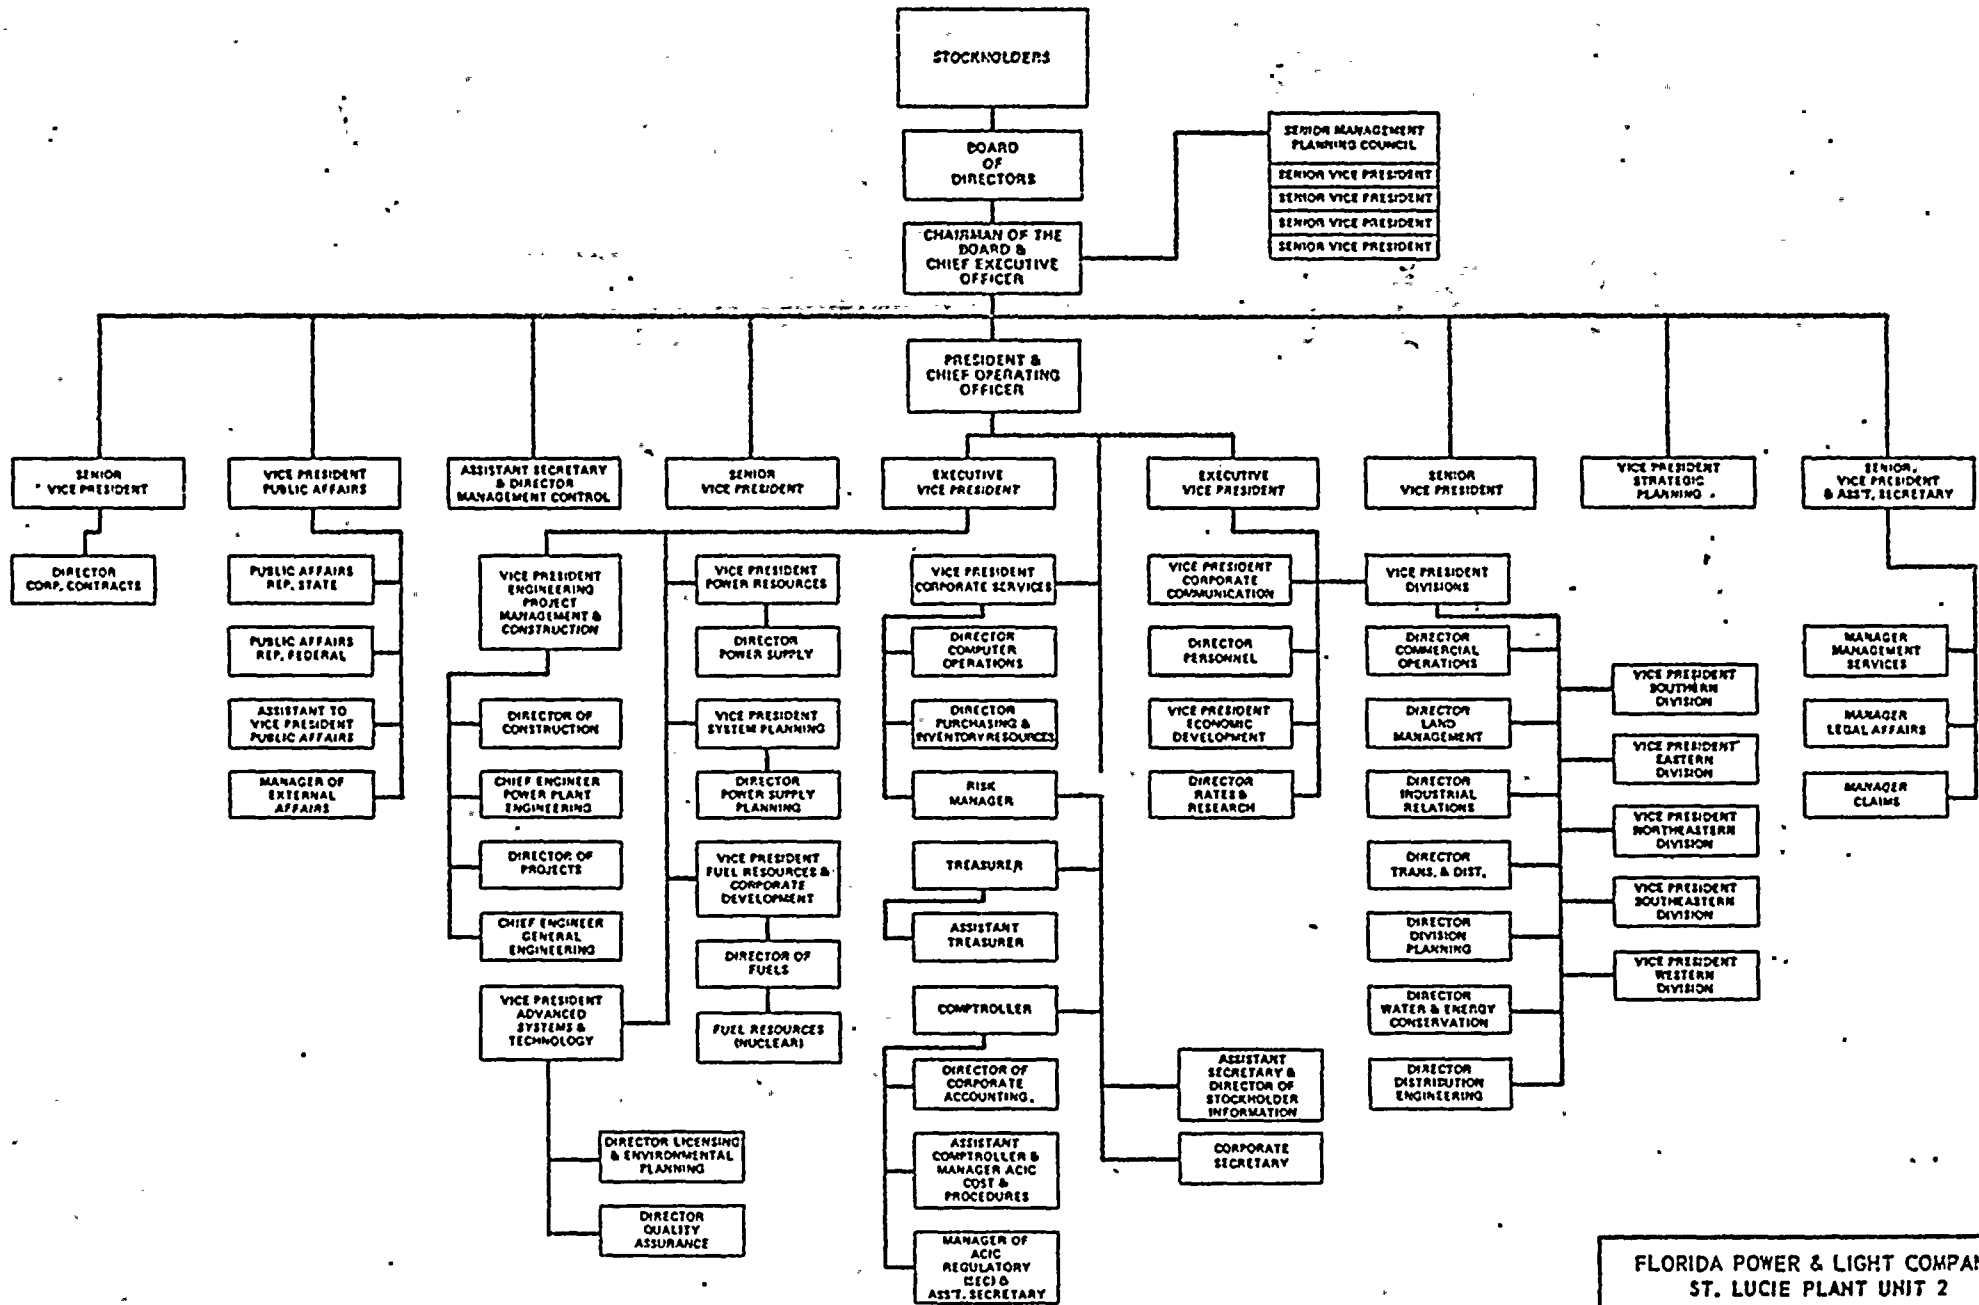 STOCKHOLDERS
BOARD
OF
DIRECTORS
SENIOR MANAGEMENT
PLANNING COUNCIL
SENIOR VICE PRESIDENT
SENIOR VICE PRESIDENT
SENIOR VICE PRESIDENT
SENIOR VICE PRESIDENT
CHAIRMAN OF THE
BOARD &
CHIEF EXECUTIVE
OFFICER
PRESIDENT &
CHIEF OPERATING
OFFICER
SENIOR
VICE PRESIDENT
VICE PRESIDENT
PUBLIC AFFAIRS
ASSISTANT SECRETARY
& DIRECTOR
MANAGEMENT CONTROL
SENIOR
VICE PRESIDENT
EXECUTIVE
VICE PRESIDENT
EXECUTIVE
VICE PRESIDENT
SENIOR
VICE PRESIDENT
VICE PRESIDENT
STRATEGIC
PLANNING
SENIOR
VICE PRESIDENT
& ASS'T. SECRETARY
DIRECTOR
CORP. CONTRACTS
PUBLIC AFFAIRS
REP. STATE
PUBLIC AFFAIRS
REP. FEDERAL
ASSISTANT TO
VICE PRESIDENT
PUBLIC AFFAIRS
MANAGER OF
EXTERNAL
AFFAIRS
VICE PRESIDENT
ENGINEERING
PROJECT
MANAGEMENT &
CONSTRUCTION
DIRECTOR OF
CONSTRUCTION
CHIEF ENGINEER
POWER PLANT
ENGINEERING
DIRECTOR OF
PROJECTS
CHIEF ENGINEER
GENERAL
ENGINEERING
VICE PRESIDENT
ADVANCED
SYSTEMS &
TECHNOLOGY
DIRECTOR LICENSING
& ENVIRONMENTAL
PLANNING
DIRECTOR
QUALITY
ASSURANCE
VICE PRESIDENT
POWER RESOURCES
DIRECTOR
POWER SUPPLY
VICE PRESIDENT
SYSTEM PLANNING
DIRECTOR
POWER SUPPLY
PLANNING
VICE PRESIDENT
FUEL RESOURCES &
CORPORATE
DEVELOPMENT
DIRECTOR OF
FUELS
FUEL RESOURCES
(NUCLEAR)
VICE PRESIDENT
CORPORATE SERVICES
DIRECTOR
COMPUTER
OPERATIONS
DIRECTOR
PURCHASING &
INVENTORY RESOURCES
RISK
MANAGER
TREASURER
ASSISTANT
TREASURER
COMPTROLLER
DIRECTOR OF
CORPORATE
ACCOUNTING.
ASSISTANT
COMPTROLLER &
MANAGER ACIC
COST &
PROCEDURES
MANAGER OF
ACIC
REGULATORY
(SEC) &
ASS'T. SECRETARY
VICE PRESIDENT
CORPORATE
COMMUNICATION
DIRECTOR
PERSONNEL
VICE PRESIDENT
ECONOMIC
DEVELOPMENT
DIRECTOR
RATES &
RESEARCH
ASSISTANT
SECRETARY &
DIRECTOR OF
STOCKHOLDER
INFORMATION
CORPORATE
SECRETARY
VICE PRESIDENT
DIVISIONS
DIRECTOR
COMMERCIAL
OPERATIONS
DIRECTOR
LAND
MANAGEMENT
DIRECTOR
INDUSTRIAL
RELATIONS
DIRECTOR
TRANS. & DIST.
DIRECTOR
DIVISION
PLANNING
DIRECTOR
WATER & ENERGY
CONSERVATION
DIRECTOR
DISTRIBUTION
ENGINEERING
VICE PRESIDENT
SOUTHERN
DIVISION
VICE PRESIDENT
EASTERN
DIVISION
VICE PRESIDENT
NORTHEASTERN
DIVISION
VICE PRESIDENT
SOUTHEASTERN
DIVISION
VICE PRESIDENT
WESTERN
DIVISION
MANAGER
MANAGEMENT
SERVICES
MANAGER
LEGAL AFFAIRS
MANAGER
CLAIMS
FLORIDA POWER & LIGHT COMPAN
ST. LUCIE PLANT UNIT 2